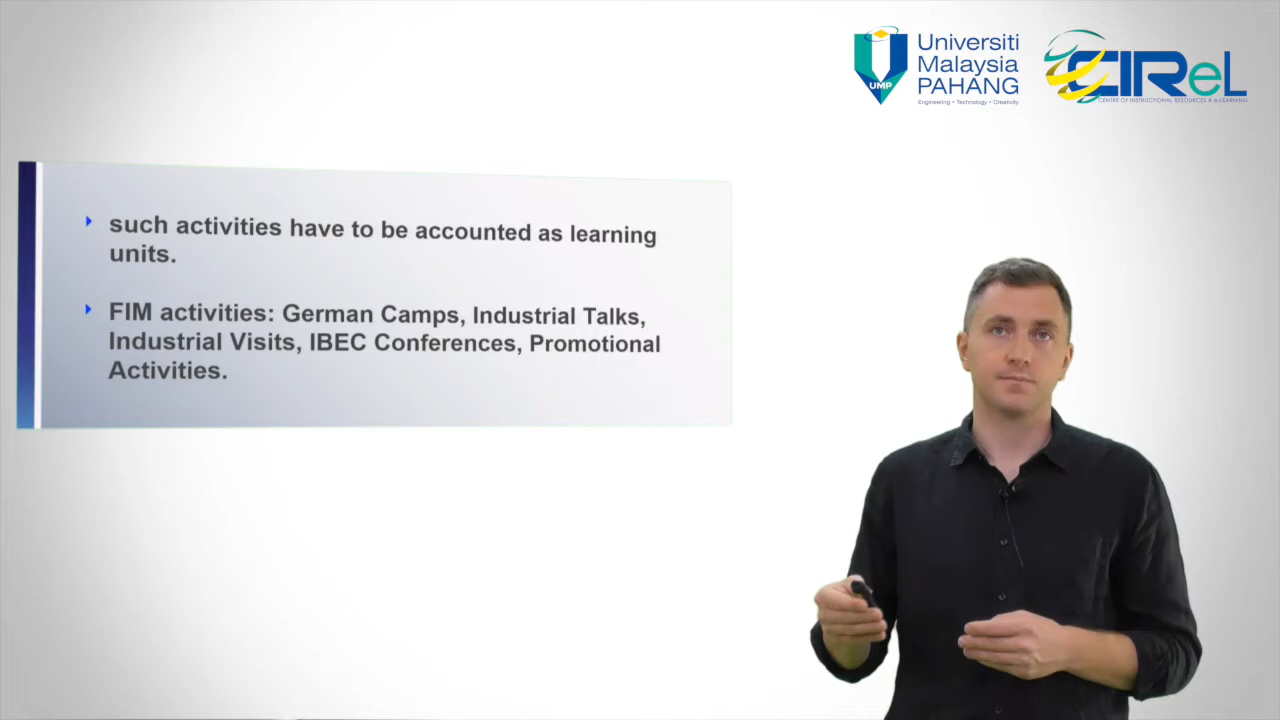 Universiti
Malaysia
PAHANG
Engineering • Technology • Creativity
UMP
CIReL
CENTRE OF INSTRUCTIONAL RESOURCES & e-LEARNING
such activities have to be accounted as learning
units.
FIM activities: German Camps, Industrial Talks,
Industrial Visits, IBEC Conferences, Promotional
Activities.